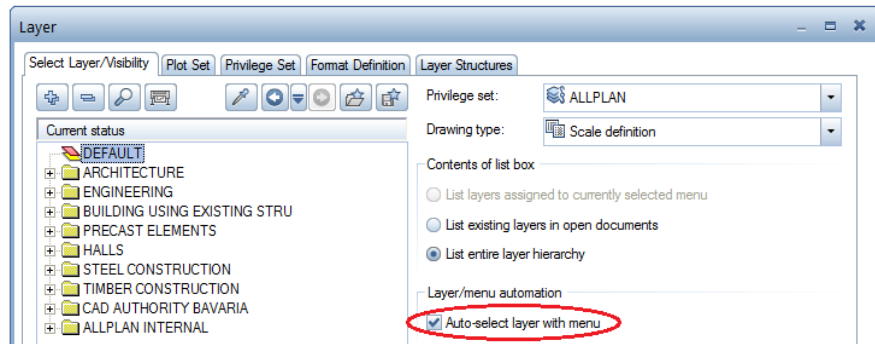 Layer
Select Layer/Visibility Plot Set Privilege Set Format Definition Layer Structures
Privilege set: ALLPLAN
Current status
Drawing type: Scale definition
DEFAULT
ARCHITECTURE
ENGINEERING
BUILDING USING EXISTING STRU
PRECAST ELEMENTS
HALLS
STEEL CONSTRUCTION
TIMBER CONSTRUCTION
CAD AUTHORITY BAVARIA
ALLPLAN INTERNAL
Contents of list box
List layers assigned to currently selected menu
List existing layers in open documents
List entire layer hierarchy
Layer/menu automation
Auto-select layer with menu